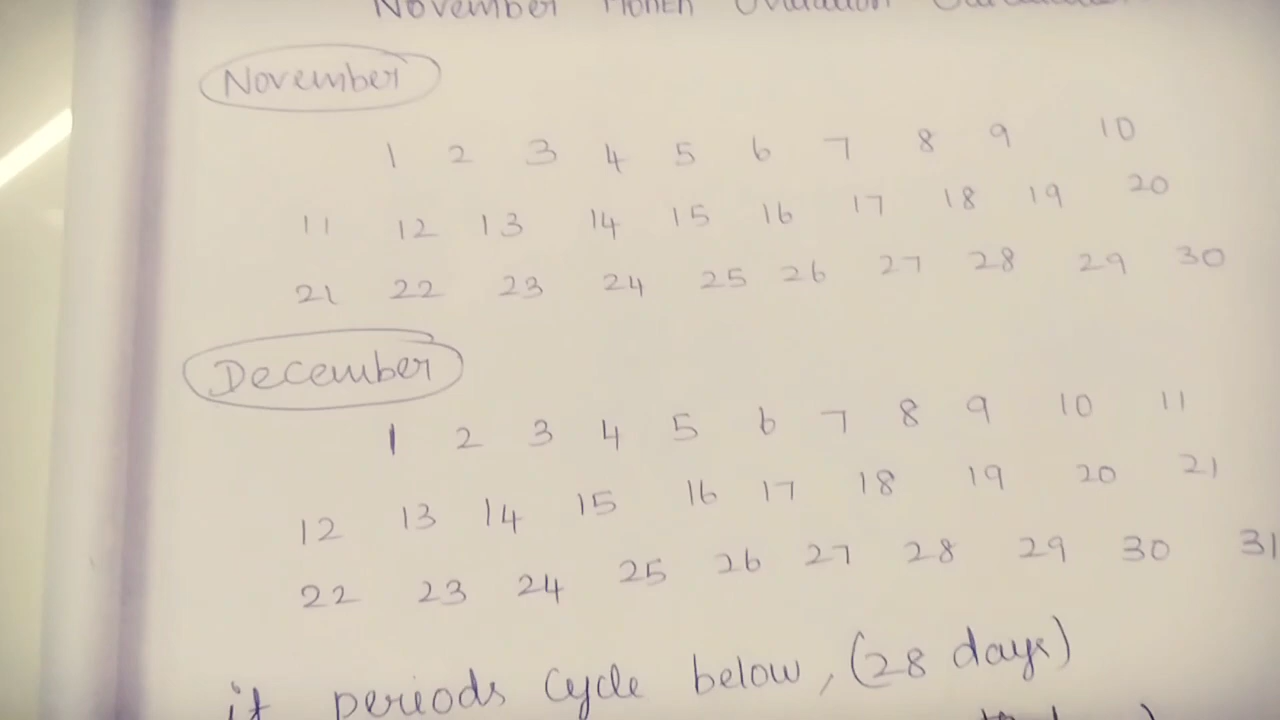 November Month Ovulation
November
1 2 3 4 5 6 7 8 9 10
11 12 13 14 15 16 17 18 19 20
21 22 23 24 25 26 27 28 29 30
December
1 2 3 4 5 6 7 8 9 10 11
12 13 14 15 16 17 18 19 20 21
22 23 24 25 26 27 28 29 30 31
if periods cycle below, (28 days)